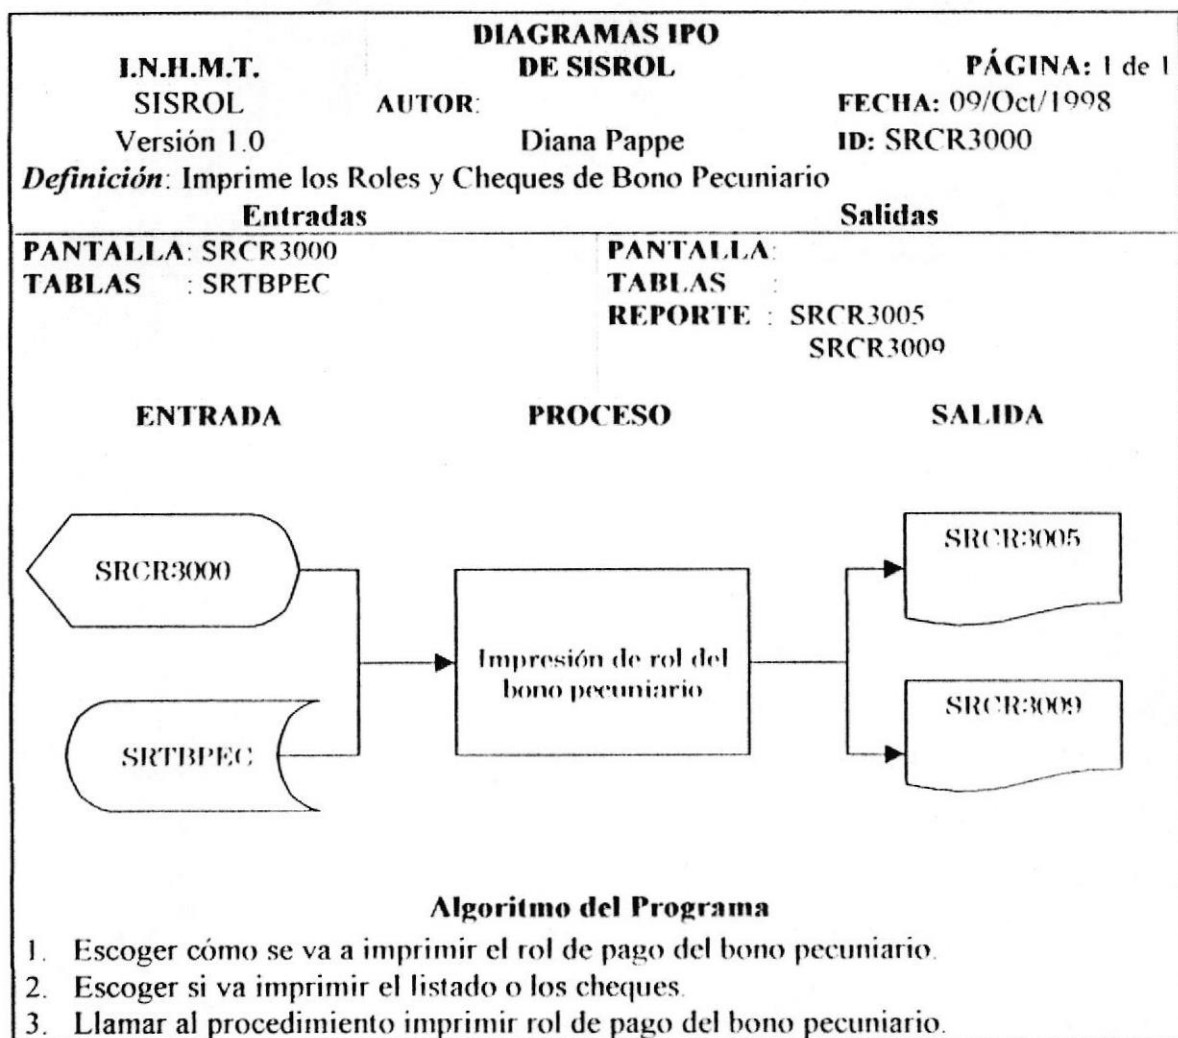 DIAGRAMAS IPO
I.N.H.M.T. DE SISROL PÁGINA: 1 de 1
SISROL AUTOR: FECHA: 09/Oct/1998
Versión 1.0 Diana Pappe ID: SRCR3000
Definición: Imprime los Roles y Cheques de Bono Pecuniario
Entradas Salidas
PANTALLA: SRCR3000 PANTALLA:
TABLAS : SRTBPEC TABLAS :
REPORTE : SRCR3005
SRCR3009
ENTRADA PROCESO SALIDA
SRCR3000
SRCR3005
Impresión de rol del
bono pecuniario
SRTBPEC
SRCR3009
Algoritmo del Programa
1. Escoger cómo se va a imprimir el rol de pago del bono pecuniario.
2. Escoger si va imprimir el listado o los cheques.
3. Llamar al procedimiento imprimir rol de pago del bono pecuniario.